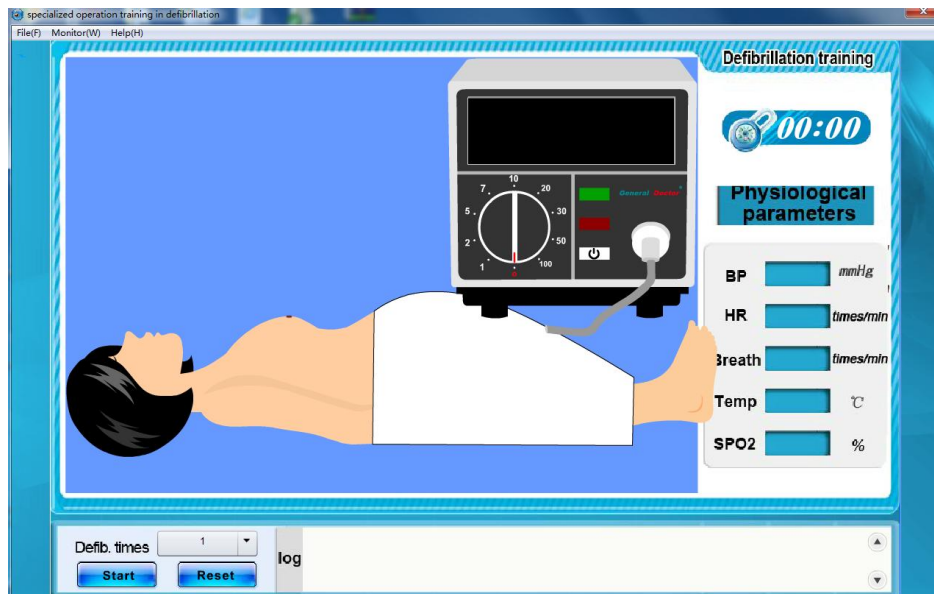 specialized operation training in defibrillation
File(F) Monitor(W) Help(H)
Defibrillation training
00:00
Physiological
parameters
10
7
20
5
30
2
50
1
100
General Doctor
BP mmHg
HR times/min
Breath times/min
Temp ℃
SPO2 %
Defib. times 1
Start Reset
log